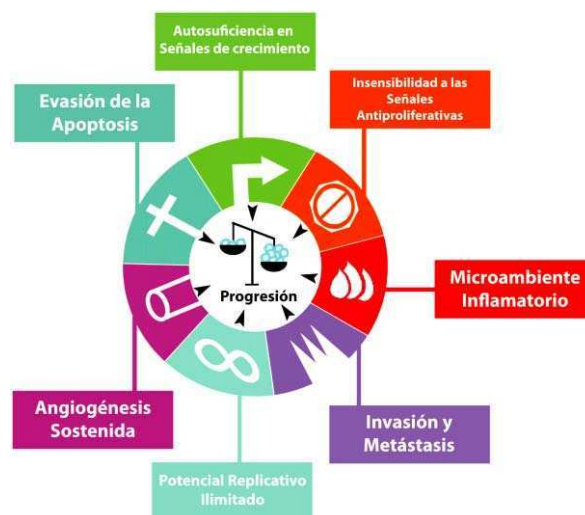 Autosuficiencia en
Señales de crecimiento
Insensibilidad a las
Señales
Antiproliferativas
Evasión de la
Apoptosis
Progresión
Microambiente
Inflamatorio
Angiogénesis
Sostenida
Invasión y
Metástasis
Potencial Replicativo
Ilimitado